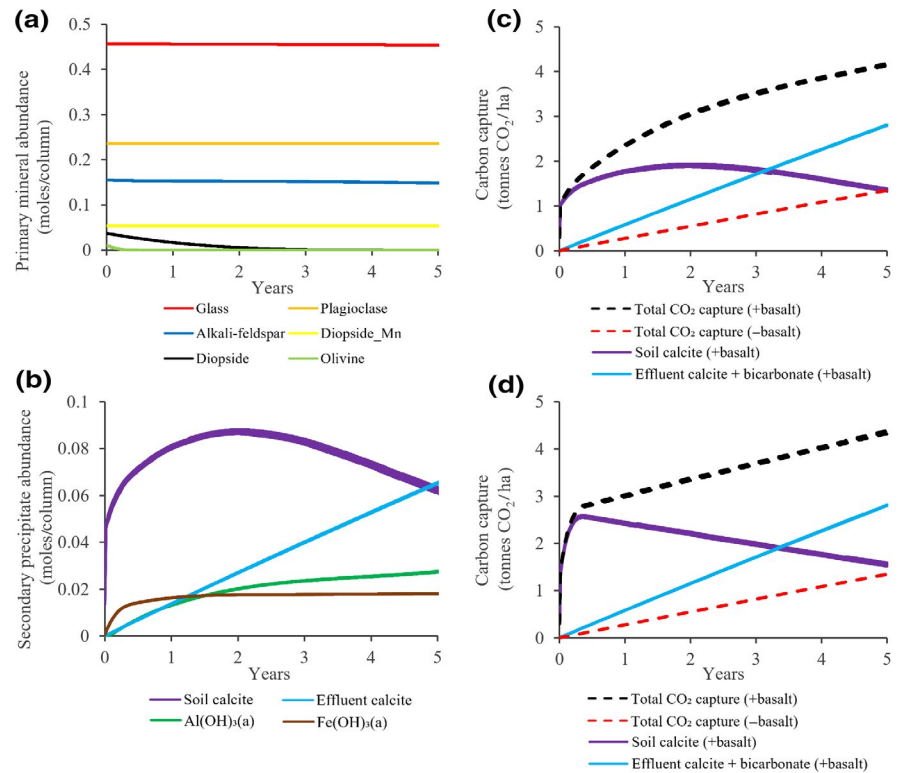 (a)
0.5
0.4
0.3
0.2
0.1
0
Primary mineral abundance
(moles/column)
0 1 2 3 4 5
Years
Glass Plagioclase
Alkali-feldspar Diopside_Mn
Diopside Olivine
(b)
0.1
0.08
0.06
0.04
0.02
0
Secondary precipitate abundance
(moles/column)
0 1 2 3 4 5
Years
Soil calcite Effluent calcite
Al(OH)₃(a) Fe(OH)₃(a)
(c)
5
4
3
2
1
0
Carbon capture
(tonnes CO₂/ha)
0 1 2 3 4 5
Years
Total CO₂ capture (+basalt)
Total CO₂ capture (–basalt)
Soil calcite (+basalt)
Effluent calcite + bicarbonate (+basalt)
(d)
5
4
3
2
1
0
Carbon capture
(tonnes CO₂/ha)
0 1 2 3 4 5
Years
Total CO₂ capture (+basalt)
Total CO₂ capture (–basalt)
Soil calcite (+basalt)
Effluent calcite + bicarbonate (+basalt)